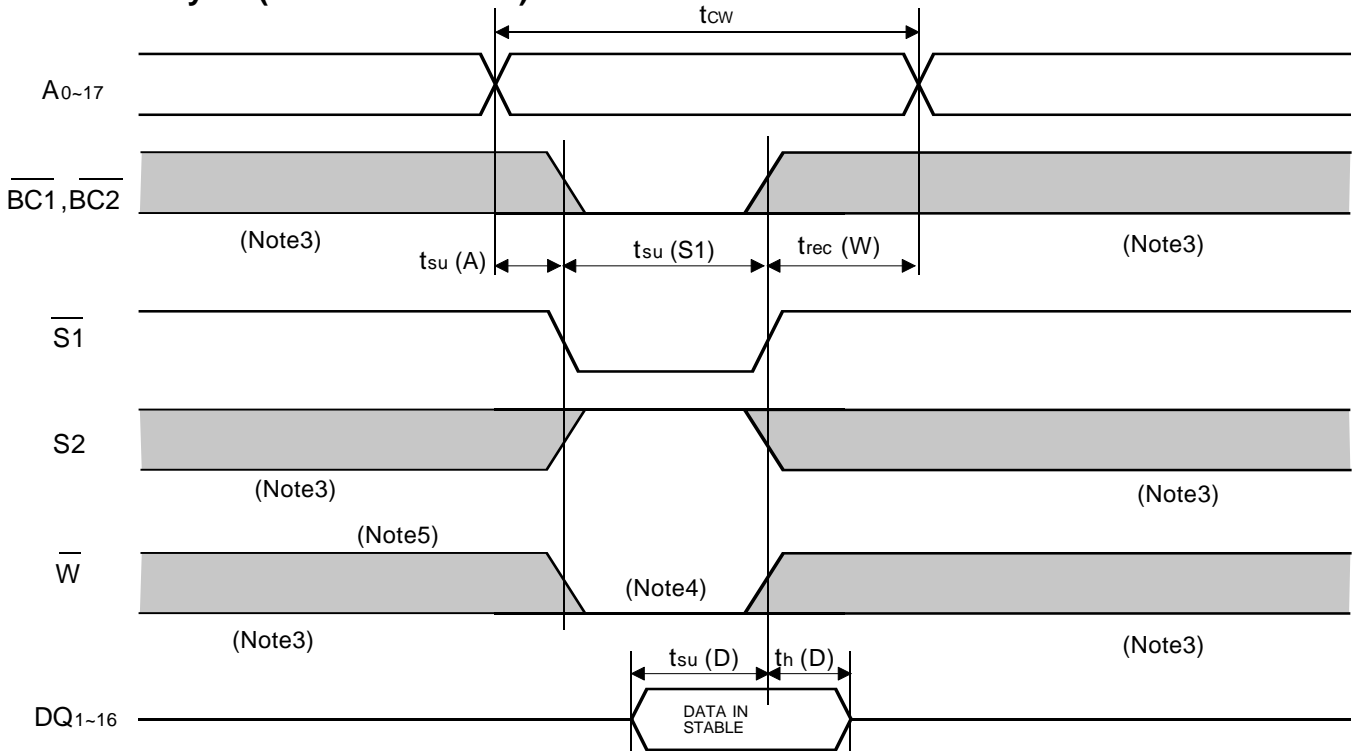 tCW
A0~17
BC1,BC2
(Note3)
(Note3)
tsu (A)
tsu (S1)
trec (W)
S1
S2
(Note3)
(Note3)
(Note5)
W
(Note4)
(Note3)
(Note3)
tsu (D)
th (D)
DQ1~16
DATA IN
STABLE